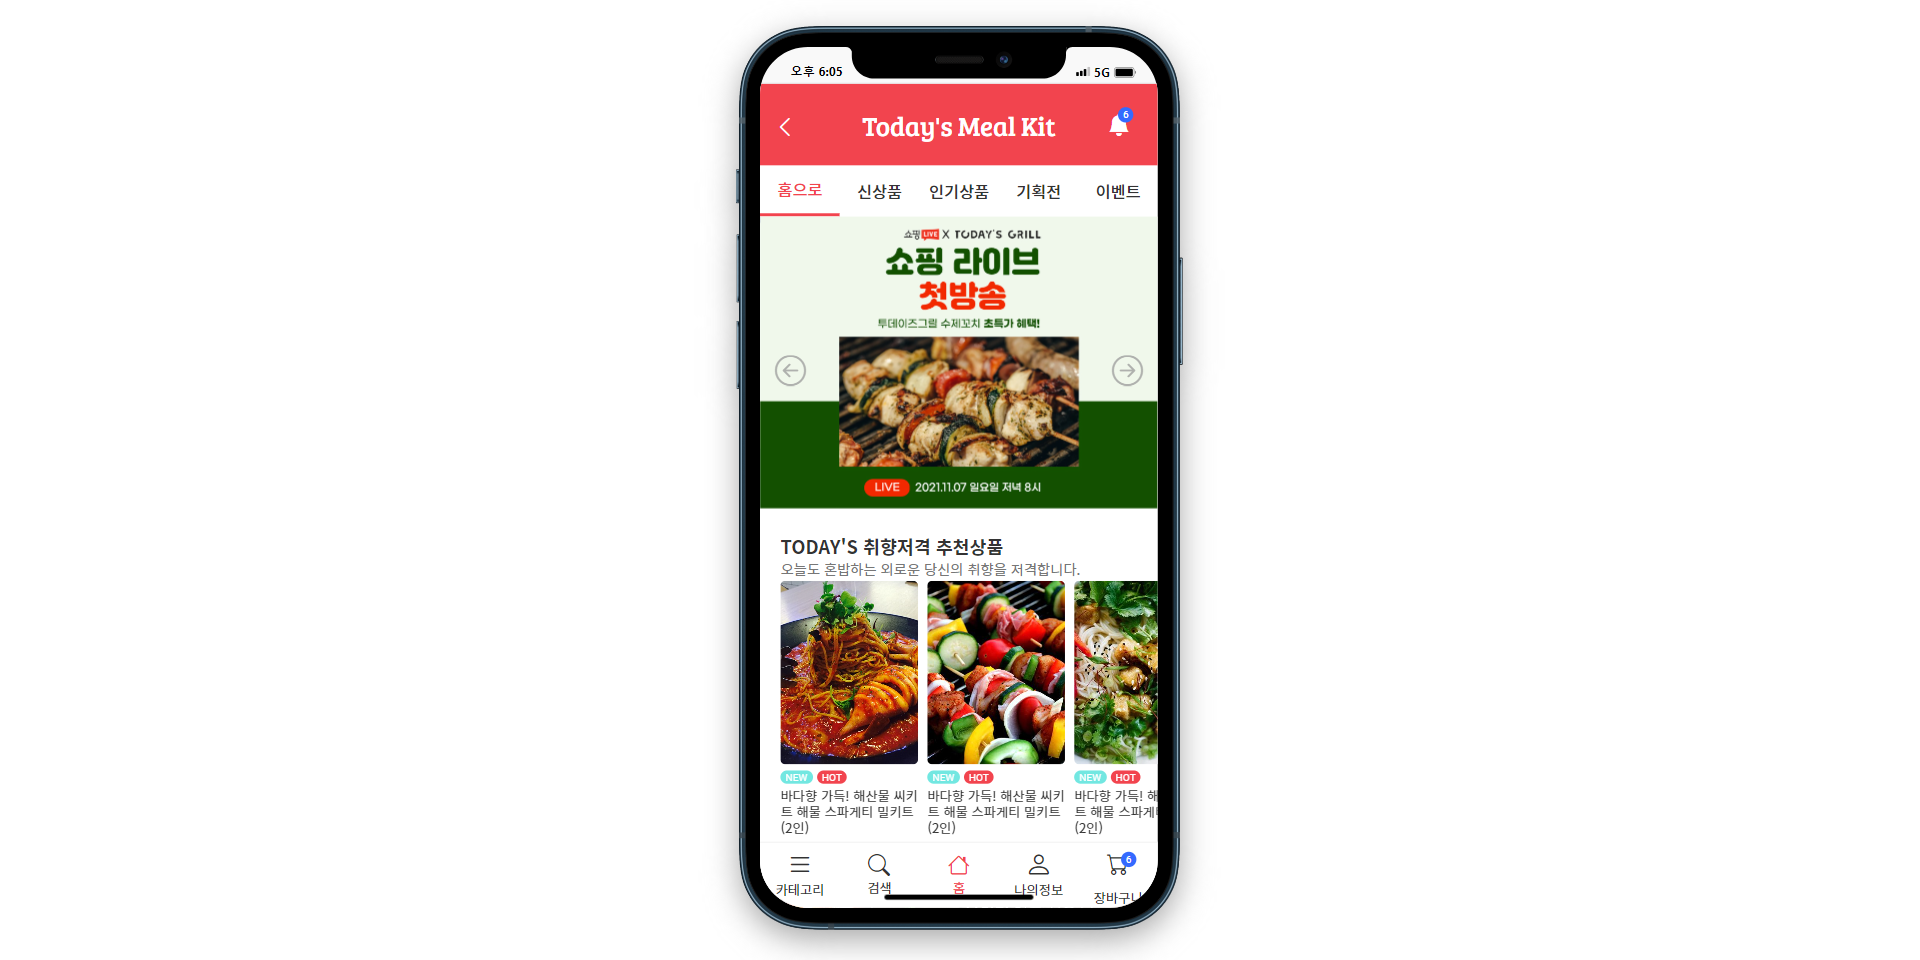 오후 6:05
5G
Today's Meal Kit
6
홈으로 신상품 인기상품 기획전 이벤트
쇼핑 LIVE X TODAY'S GRILL
쇼핑 라이브
첫방송
투데이즈그릴 수제꼬치 초특가 혜택!
LIVE 2021.11.07 일요일 저녁 8시
TODAY'S 취향저격 추천상품
오늘도 혼밥하는 외로운 당신의 취향을 저격합니다.
NEW HOT
바다향 가득! 해산물 씨키
트 해물 스파게티 밀키트
(2인)
NEW HOT
바다향 가득! 해산물 씨키
트 해물 스파게티 밀키트
(2인)
NEW HOT
바다향 가득! 해
트 해물 스파게
(2인)
6
카테고리 검색 홈 나의정보 장바구니